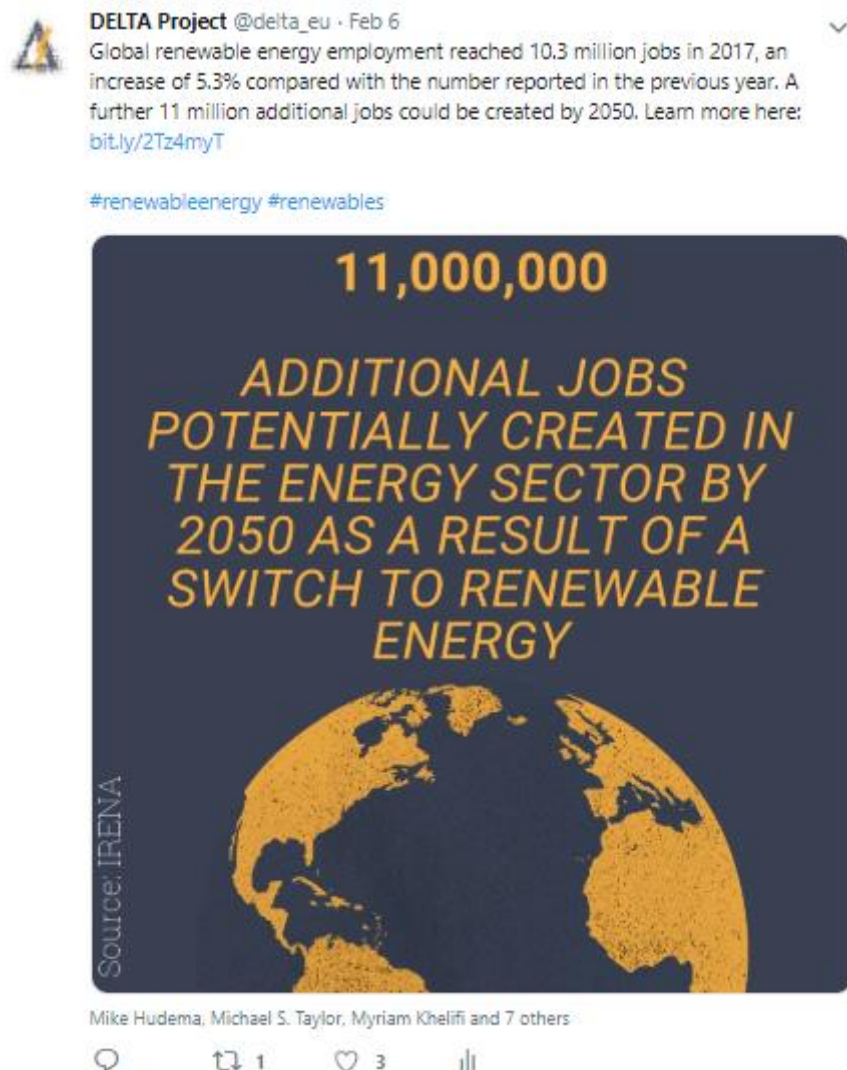 DELTA Project @delta_eu · Feb 6
Global renewable energy employment reached 10.3 million jobs in 2017, an
increase of 5.3% compared with the number reported in the previous year. A
further 11 million additional jobs could be created by 2050. Learn more here:
bit.ly/2Tz4myT
#renewableenergy #renewables
11,000,000
ADDITIONAL JOBS
POTENTIALLY CREATED IN
THE ENERGY SECTOR BY
2050 AS A RESULT OF A
SWITCH TO RENEWABLE
ENERGY
Source: IRENA
Mike Hudema, Michael S. Taylor, Myriam Khelifi and 7 others
1 3